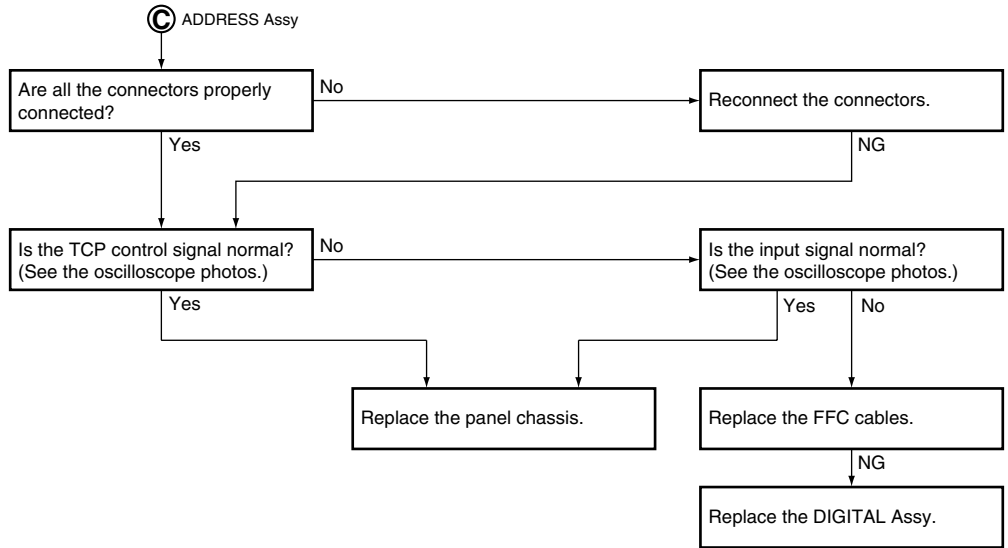 C ADDRESS Assy
Are all the connectors properly
connected?
No
Reconnect the connectors.
Yes
NG
Is the TCP control signal normal?
(See the oscilloscope photos.)
No
Is the input signal normal?
(See the oscilloscope photos.)
Yes
Yes
No
Replace the panel chassis.
Replace the FFC cables.
NG
Replace the DIGITAL Assy.